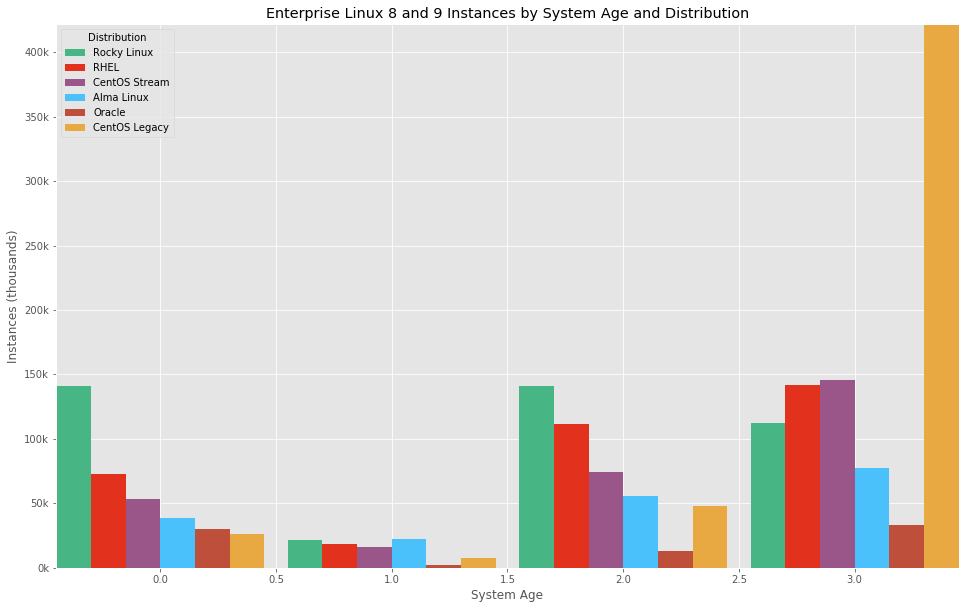 Enterprise Linux 8 and 9 Instances by System Age and Distribution
Distribution
Rocky Linux
RHEL
CentOS Stream
Alma Linux
Oracle
CentOS Legacy
400k
350k
300k
250k
200k
150k
100k
50k
0k
Instances (thousands)
0.0 0.5 1.0 1.5 2.0 2.5 3.0
System Age